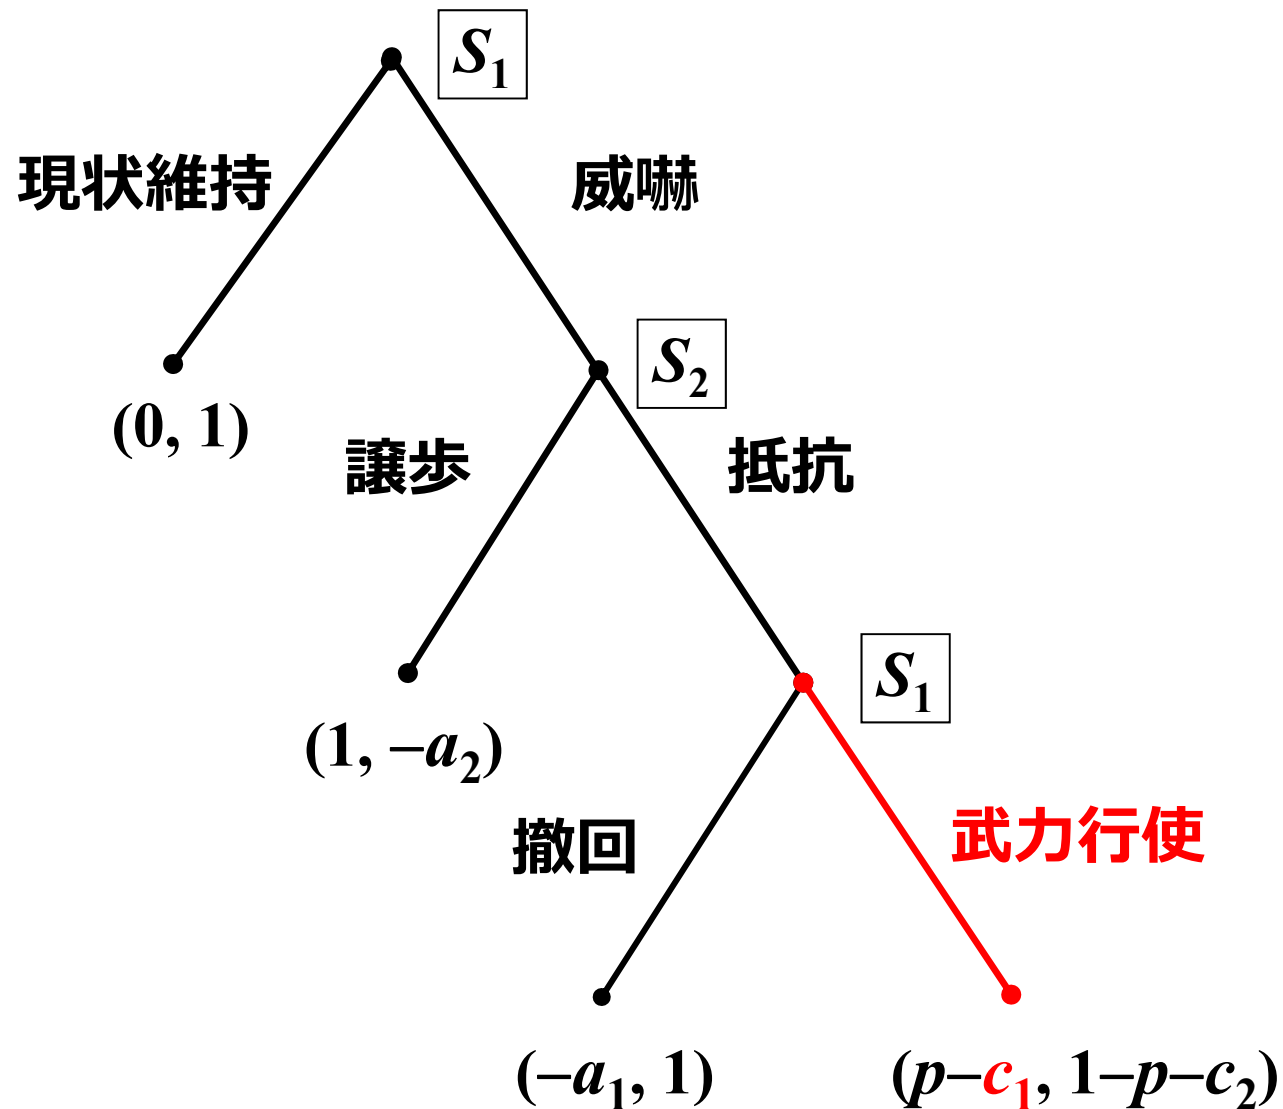 S₁
現状維持
威嚇
S₂
(0, 1)
譲歩
抵抗
S₁
(1, −a₂)
撤回
武力行使
(−a₁, 1)
(p−c₁, 1−p−c₂)